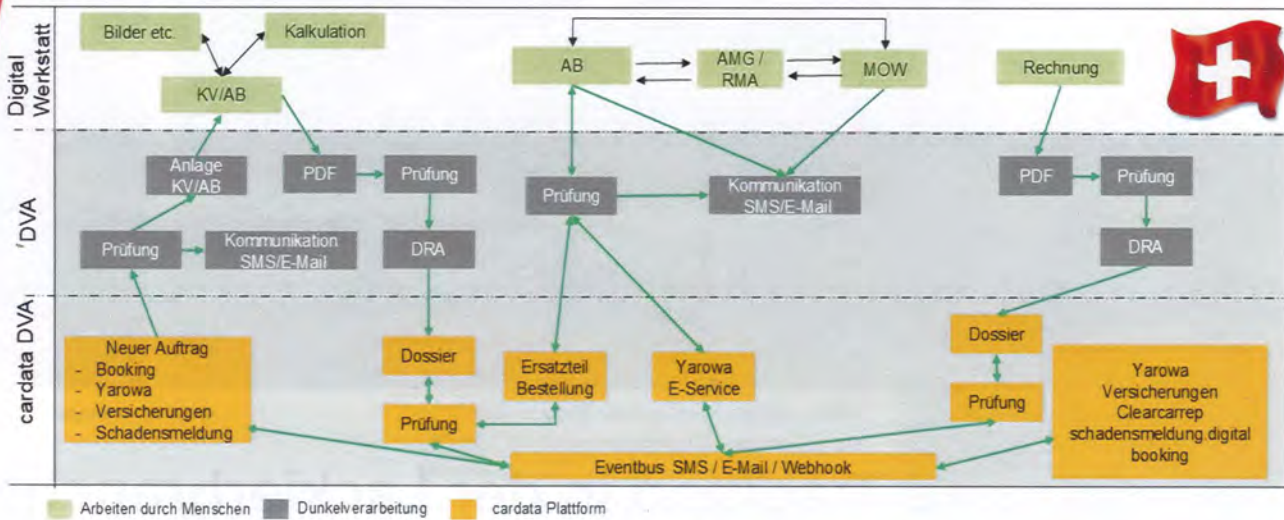 Digital
Werkstatt
Bilder etc.
Kalkulation
KV/AB
AB
AMG /
RMA
MOW
Rechnung
'DVA
Anlage
KV/AB
PDF
Prüfung
Prüfung
Kommunikation
SMS/E-Mail
DRA
Prüfung
Kommunikation
SMS/E-Mail
PDF
Prüfung
DRA
cardata DVA
Neuer Auftrag
- Booking
- Yarowa
- Versicherungen
- Schadensmeldung
Dossier
Prüfung
Ersatzteil
Bestellung
Yarowa
E-Service
Dossier
Prüfung
Yarowa
Versicherungen
Clearcarrep
schadensmeldung.digital
booking
Eventbus SMS / E-Mail / Webhook
Arbeiten durch Menschen
Dunkelverarbeitung
cardata Plattform